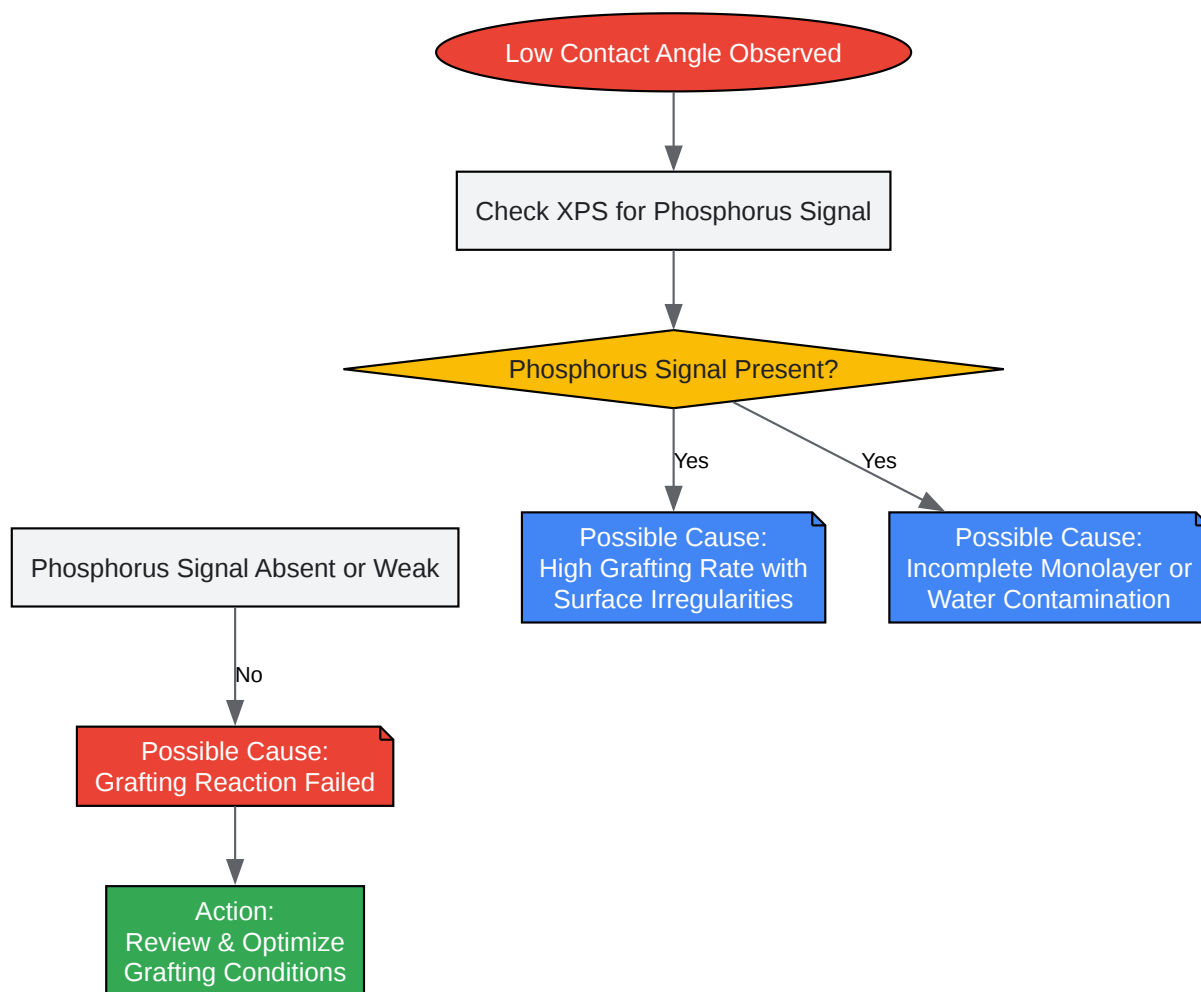 Low Contact Angle Observed
Check XPS for Phosphorus Signal
Phosphorus Signal Present?
Yes
Yes
Possible Cause:
High Grafting Rate with
Surface Irregularities
Possible Cause:
Incomplete Monolayer or
Water Contamination
Phosphorus Signal Absent or Weak
No
Possible Cause:
Grafting Reaction Failed
Action:
Review & Optimize
Grafting Conditions